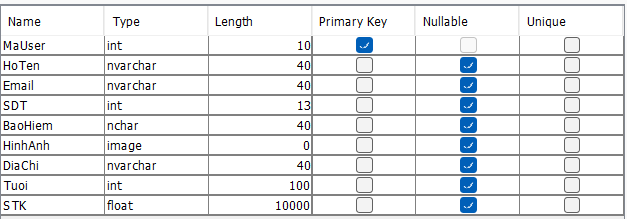 Name Type Length Primary Key Nullable Unique
MaUser int 10
HoTen nvarchar 40
Email nvarchar 40
SDT int 13
BaoHiem nchar 40
HinhAnh image 0
DiaChi nvarchar 40
Tuoi int 100
STK float 10000